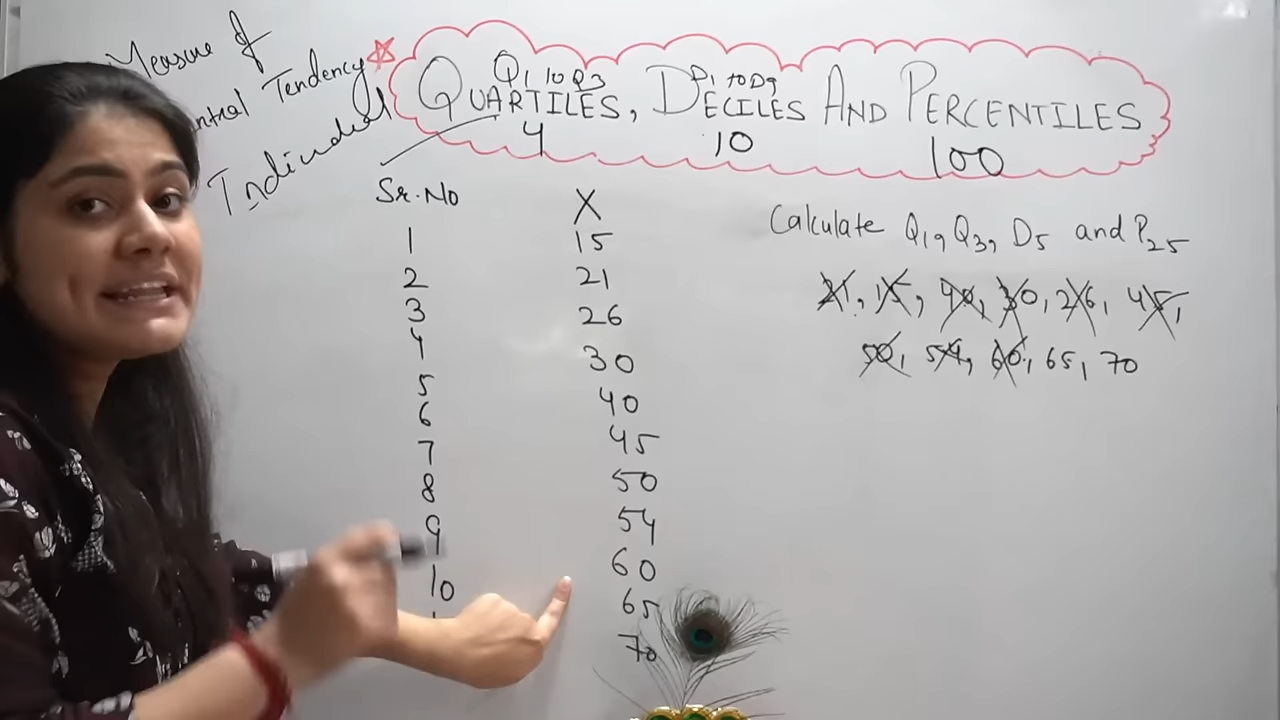 Measure of
Central Tendency
Individual
Q1 to Q3
D1 to D9
QUARTILES, DECILES AND PERCENTILES
4
10
100
Sr.No X
1 15
2 21
3 26
4 30
5 40
6 45
7 50
8 54
9 60
10 65
70
Calculate Q1, Q3, D5 and P25
21, 15, 40, 30, 26, 45,
50, 54, 60, 65, 70